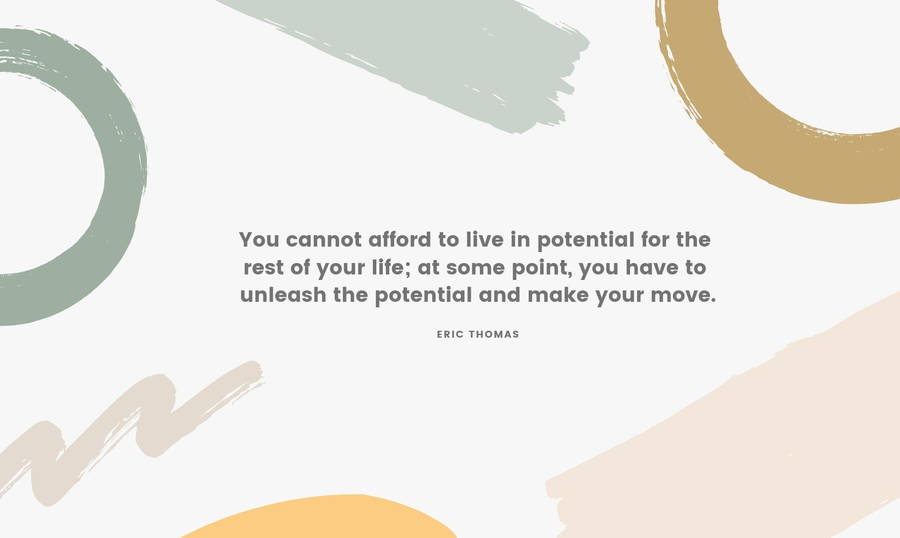 You cannot afford to live in potential for the
rest of your life; at some point, you have to
unleash the potential and make your move.
ERIC THOMAS